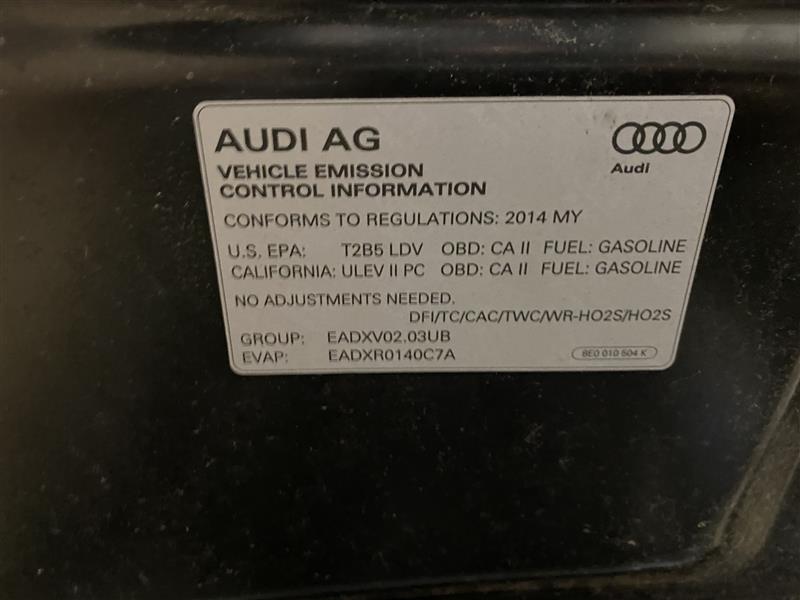 AUDI AG
Audi
VEHICLE EMISSION
CONTROL INFORMATION
CONFORMS TO REGULATIONS: 2014 MY
U.S. EPA: T2B5 LDV OBD: CA II FUEL: GASOLINE
CALIFORNIA: ULEV II PC OBD: CA II FUEL: GASOLINE
NO ADJUSTMENTS NEEDED.
DFI/TC/CAC/TWC/WR-HO2S/HO2S
GROUP: EADXV02.03UB
EVAP: EADXR0140C7A
8E0 010 504 K